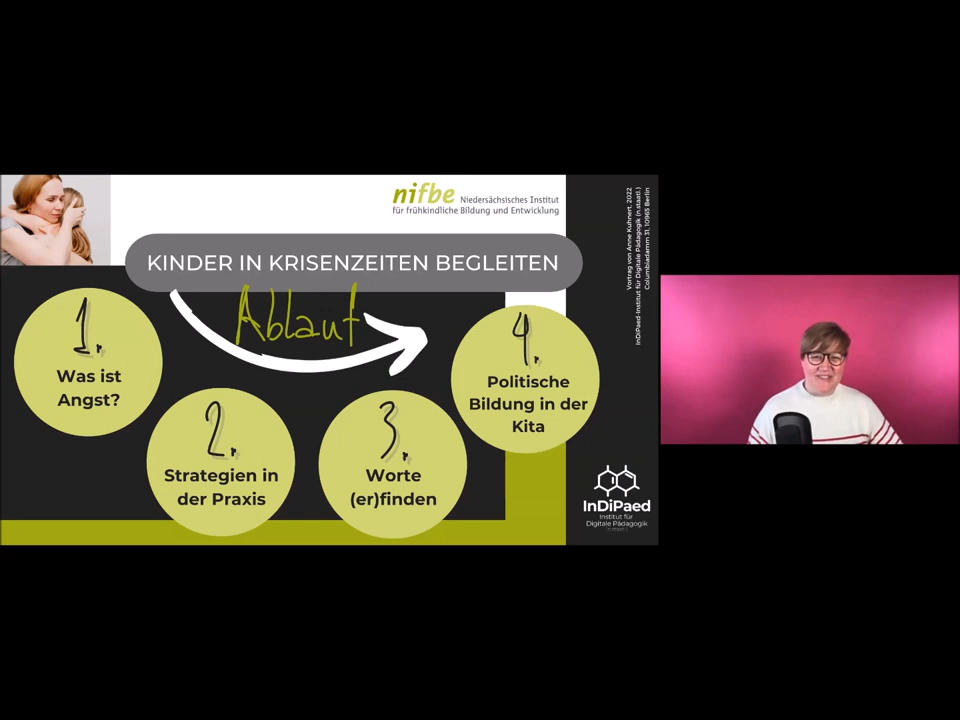 nifbe Niedersächsisches Institut
für frühkindliche Bildung und Entwicklung
KINDER IN KRISENZEITEN BEGLEITEN
Ablauf
1.
Was ist
Angst?
2.
Strategien in
der Praxis
3.
Worte
(er)finden
4.
Politische
Bildung in der
Kita
Vortrag von Anne Kuhnert, 2022
InDiPaed-Institut für Digitale Pädagogik (n.staatl.)
Columbiadamm 31, 10965 Berlin
InDiPaed
Institut für
Digitale Pädagogik